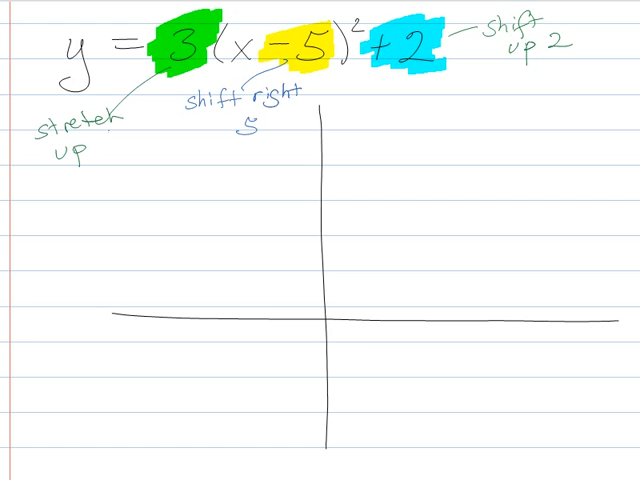 y = 3(x - 5)² + 2
shift up 2
shift right 5
stretch up